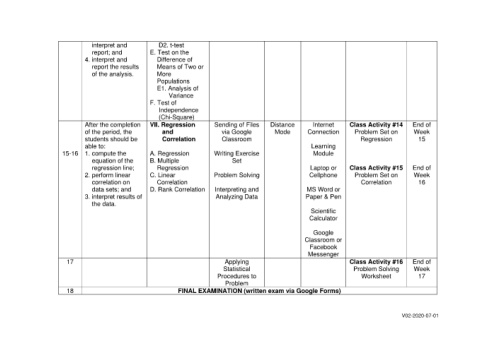 interpret and
report; and
4. interpret and
report the results
of the analysis.
D2. t-test
E. Test on the
Difference of
Means of Two or
More
Populations
E1. Analysis of
Variance
F. Test of
Independence
(Chi-Square)
15-16
After the completion
of the period, the
students should be
able to:
1. compute the
equation of the
regression line;
2. perform linear
correlation on
data sets; and
3. interpret results of
the data.
VII. Regression
and
Correlation
A. Regression
B. Multiple
Regression
C. Linear
Correlation
D. Rank Correlation
Sending of Files
via Google
Classroom
Writing Exercise
Set
Problem Solving
Interpreting and
Analyzing Data
Distance
Mode
Internet
Connection
Learning
Module
Laptop or
Cellphone
MS Word or
Paper & Pen
Scientific
Calculator
Google
Classroom or
Facebook
Messenger
Class Activity #14
Problem Set on
Regression
Class Activity #15
Problem Set on
Correlation
End of
Week
15
End of
Week
16
17
Applying
Statistical
Procedures to
Problem
Class Activity #16
Problem Solving
Worksheet
End of
Week
17
18
FINAL EXAMINATION (written exam via Google Forms)
V02-2020-07-01